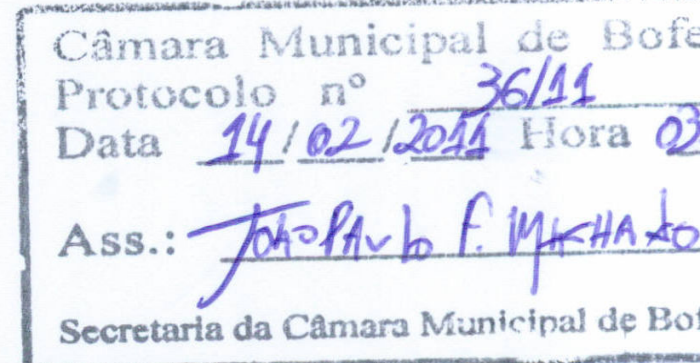 Câmara Municipal de Bofe
Protocolo nº 36/11
Data 14/02/2011 Hora 03
Ass.: João Paulo F. Machado
Secretaria da Câmara Municipal de Bof